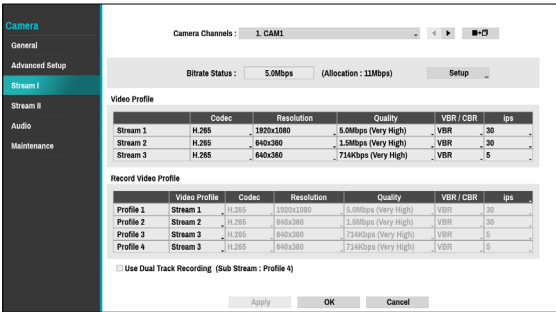 Camera
General
Advanced Setup
Stream I
Stream II
Audio
Maintenance
Camera Channels : 1. CAM1
Bitrate Status : 5.0Mbps (Allocation : 11Mbps) Setup
Video Profile
Codec Resolution Quality VBR / CBR ips
Stream 1 H.265 1920x1080 5.0Mbps (Very High) VBR 30
Stream 2 H.265 640x360 1.5Mbps (Very High) VBR 30
Stream 3 H.265 640x360 714Kbps (Very High) VBR 5
Record Video Profile
Video Profile Codec Resolution Quality VBR / CBR ips
Profile 1 Stream 1 H.265 1920x1080 5.0Mbps (Very High) VBR 30
Profile 2 Stream 2 H.265 640x360 1.5Mbps (Very High) VBR 30
Profile 3 Stream 3 H.265 640x360 714Kbps (Very High) VBR 5
Profile 4 Stream 3 H.265 640x360 714Kbps (Very High) VBR 5
Use Dual Track Recording (Sub Stream : Profile 4)
Apply OK Cancel